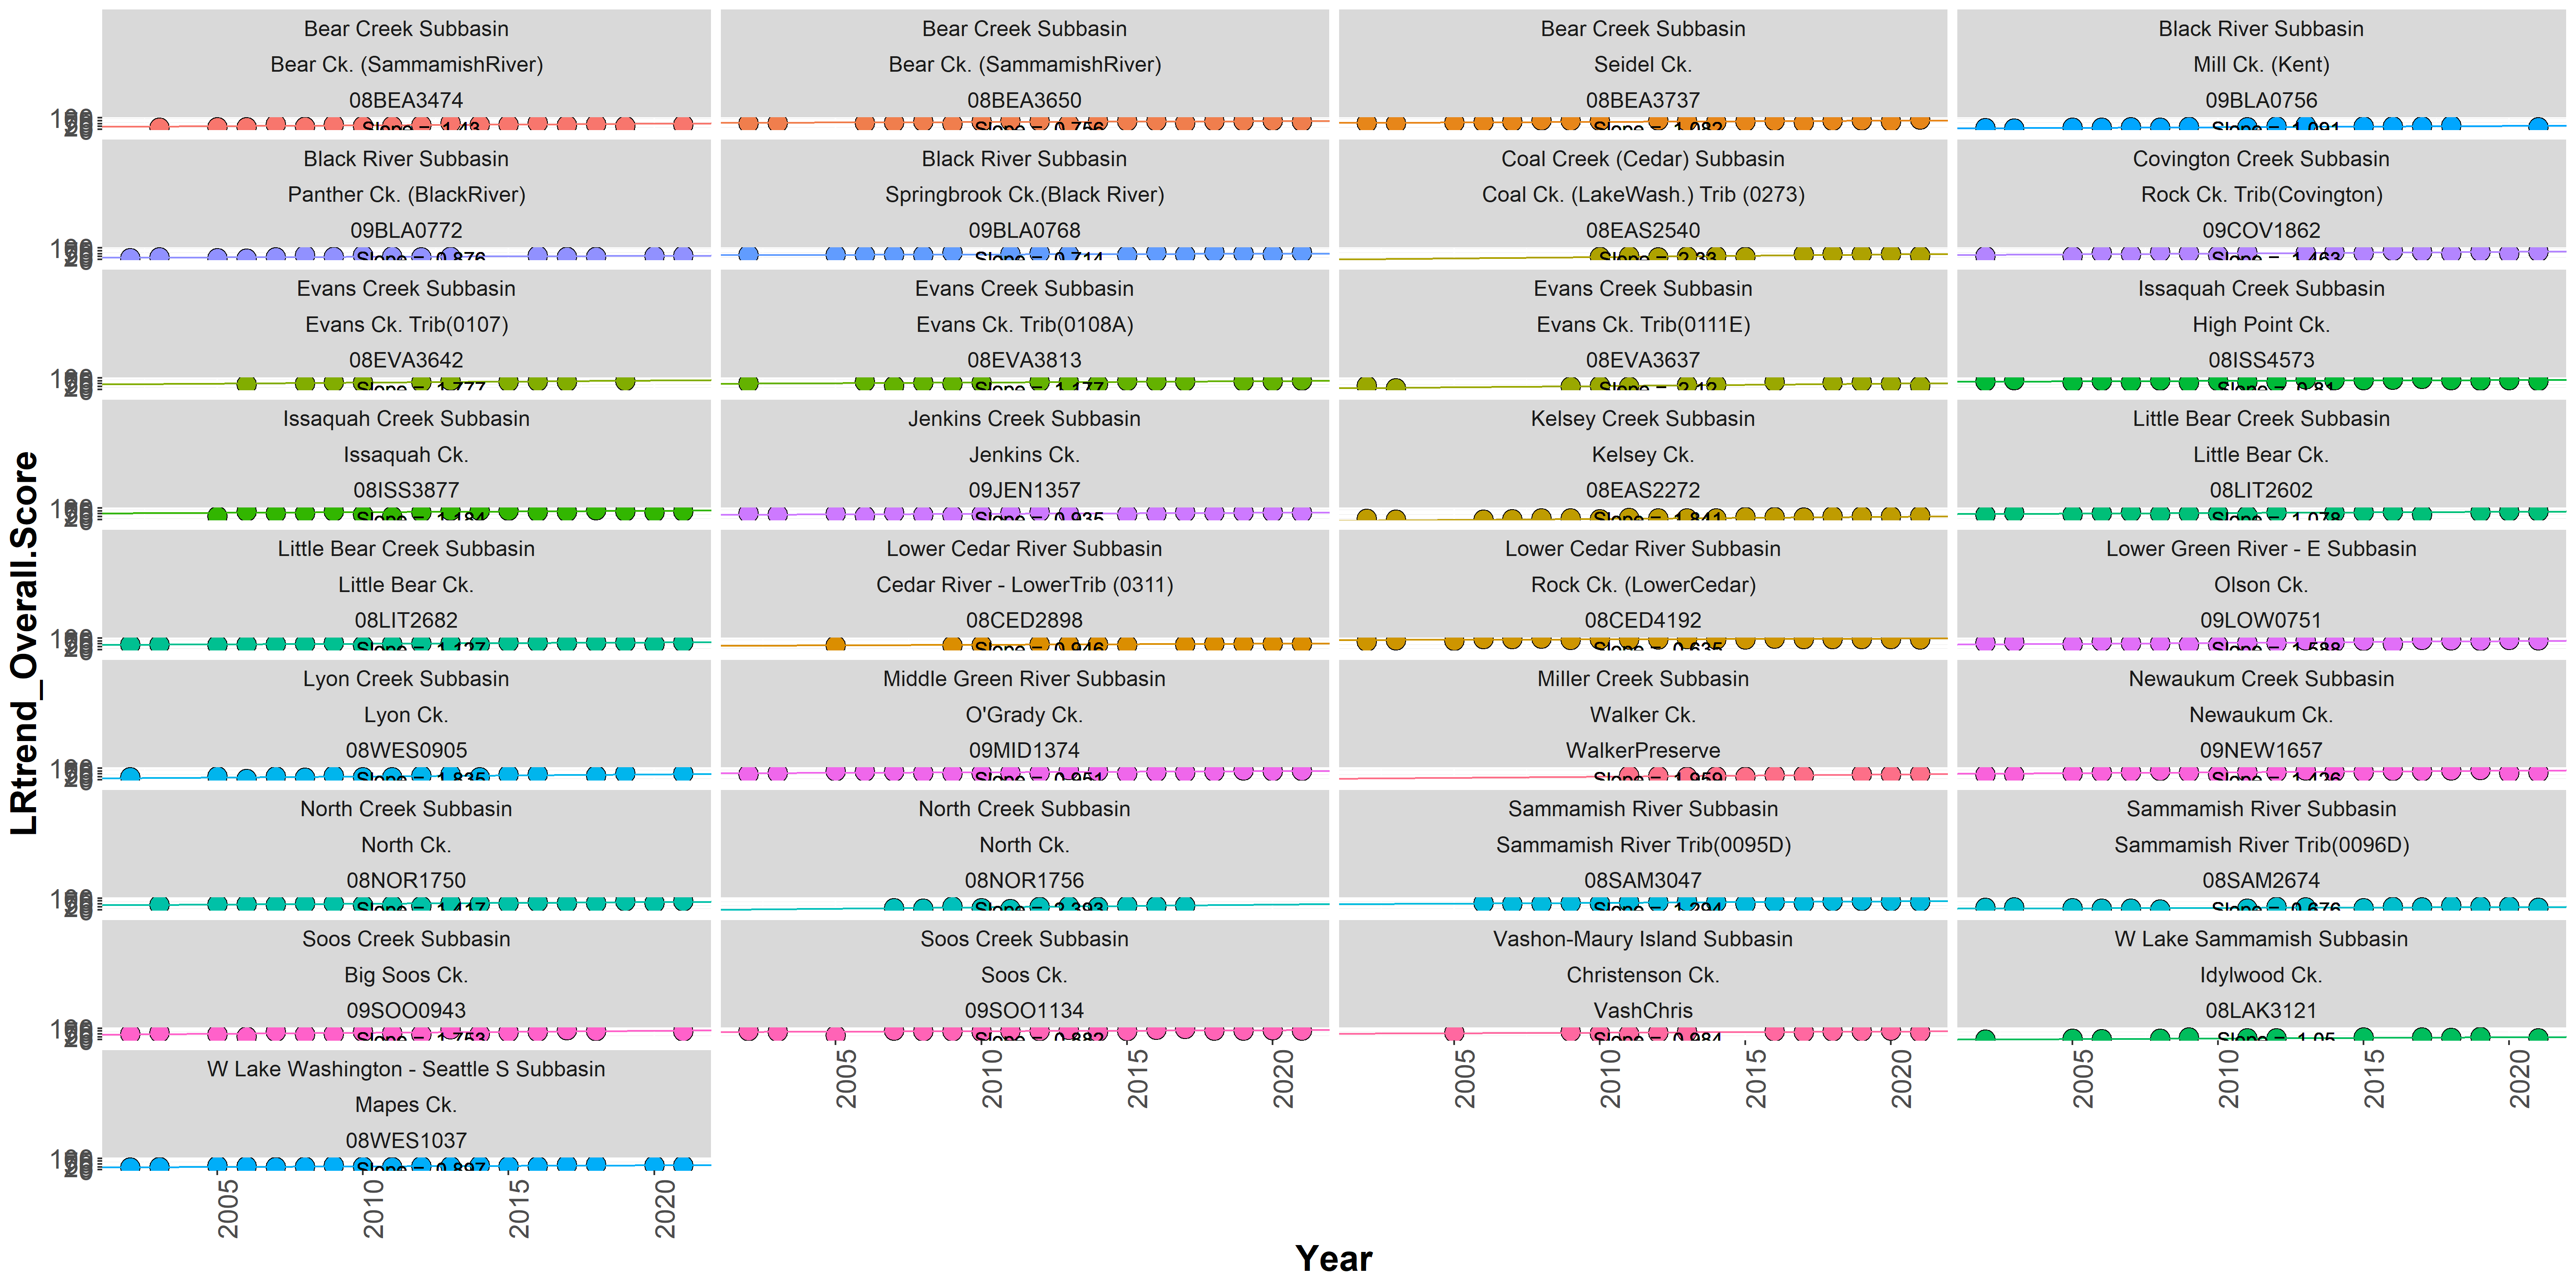 Bear Creek Subbasin
Bear Ck. (SammamishRiver)
08BEA3474
Slope = 1.43
Bear Creek Subbasin
Bear Ck. (SammamishRiver)
08BEA3650
Slope = 0.756
Bear Creek Subbasin
Seidel Ck.
08BEA3737
Slope = 1.082
Black River Subbasin
Mill Ck. (Kent)
09BLA0756
Slope = 1.091
Black River Subbasin
Panther Ck. (BlackRiver)
09BLA0772
Slope = 0.876
Black River Subbasin
Springbrook Ck.(Black River)
09BLA0768
Slope = 0.714
Coal Creek (Cedar) Subbasin
Coal Ck. (LakeWash.) Trib (0273)
08EAS2540
Slope = 2.33
Covington Creek Subbasin
Rock Ck. Trib(Covington)
09COV1862
Slope = 1.463
Evans Creek Subbasin
Evans Ck. Trib(0107)
08EVA3642
Slope = 1.777
Evans Creek Subbasin
Evans Ck. Trib(0108A)
08EVA3813
Slope = 1.177
Evans Creek Subbasin
Evans Ck. Trib(0111E)
08EVA3637
Slope = 2.12
Issaquah Creek Subbasin
High Point Ck.
08ISS4573
Slope = 0.81
Issaquah Creek Subbasin
Issaquah Ck.
08ISS3877
Slope = 1.184
Jenkins Creek Subbasin
Jenkins Ck.
09JEN1357
Slope = 0.935
Kelsey Creek Subbasin
Kelsey Ck.
08EAS2272
Slope = 1.841
Little Bear Creek Subbasin
Little Bear Ck.
08LIT2602
Slope = 1.078
Little Bear Creek Subbasin
Little Bear Ck.
08LIT2682
Slope = 1.127
Lower Cedar River Subbasin
Cedar River - LowerTrib (0311)
08CED2898
Slope = 0.946
Lower Cedar River Subbasin
Rock Ck. (LowerCedar)
08CED4192
Slope = 0.635
Lower Green River - E Subbasin
Olson Ck.
09LOW0751
Slope = 1.588
Lyon Creek Subbasin
Lyon Ck.
08WES0905
Slope = 1.835
Middle Green River Subbasin
O'Grady Ck.
09MID1374
Slope = 0.951
Miller Creek Subbasin
Walker Ck.
WalkerPreserve
Slope = 1.959
Newaukum Creek Subbasin
Newaukum Ck.
09NEW1657
Slope = 1.426
North Creek Subbasin
North Ck.
08NOR1750
Slope = 1.417
North Creek Subbasin
North Ck.
08NOR1756
Slope = 2.393
Sammamish River Subbasin
Sammamish River Trib(0095D)
08SAM3047
Slope = 1.294
Sammamish River Subbasin
Sammamish River Trib(0096D)
08SAM2674
Slope = 0.676
Soos Creek Subbasin
Big Soos Ck.
09SOO0943
Slope = 1.753
Soos Creek Subbasin
Soos Ck.
09SOO1134
Slope = 0.682
Vashon-Maury Island Subbasin
Christenson Ck.
VashChris
Slope = 0.984
W Lake Sammamish Subbasin
Idylwood Ck.
08LAK3121
Slope = 1.05
2005 2010 2015 2020
2005 2010 2015 2020
2005 2010 2015 2020
W Lake Washington - Seattle S Subbasin
Mapes Ck.
08WES1037
Slope = 0.897
2005 2010 2015 2020
LRtrend_Overall.Score
Year